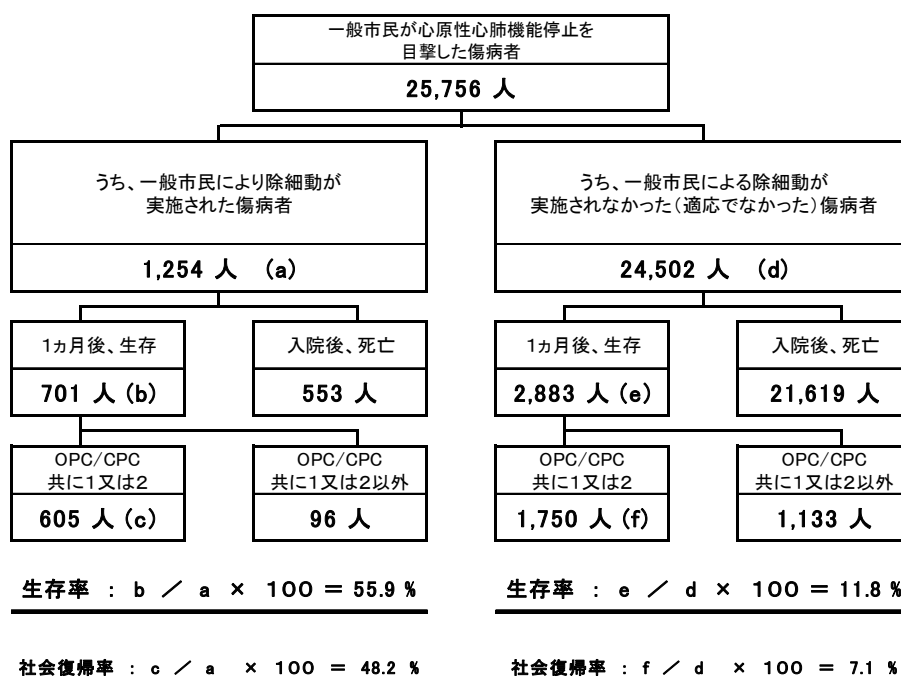 一般市民が心原性心肺機能停止を
目撃した傷病者
25,756 人
うち、一般市民により除細動が
実施された傷病者
1,254 人 (a)
うち、一般市民による除細動が
実施されなかった(適応でなかった)傷病者
24,502 人 (d)
1ヵ月後、生存
701 人 (b)
入院後、死亡
553 人
1ヵ月後、生存
2,883 人 (e)
入院後、死亡
21,619 人
OPC/CPC
共に1又は2
605 人 (c)
OPC/CPC
共に1又は2以外
96 人
OPC/CPC
共に1又は2
1,750 人 (f)
OPC/CPC
共に1又は2以外
1,133 人
生存率 : b / a × 100 = 55.9 %
生存率 : e / d × 100 = 11.8 %
社会復帰率 : c / a × 100 = 48.2 %
社会復帰率 : f / d × 100 = 7.1 %